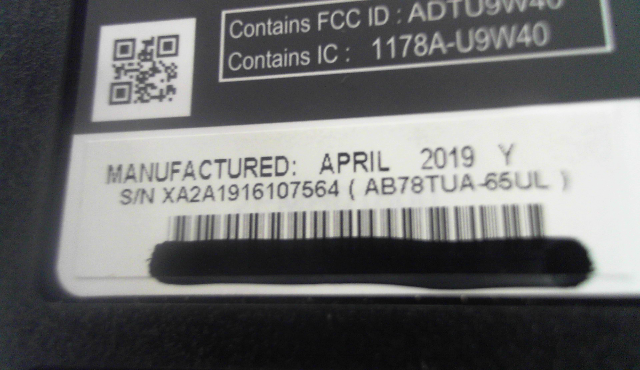 Contains FCC ID : ADTU9W40
Contains IC : 1178A-U9W40
MANUFACTURED: APRIL 2019 Y
S/N XA2A1916107564 ( AB78TUA-65UL )